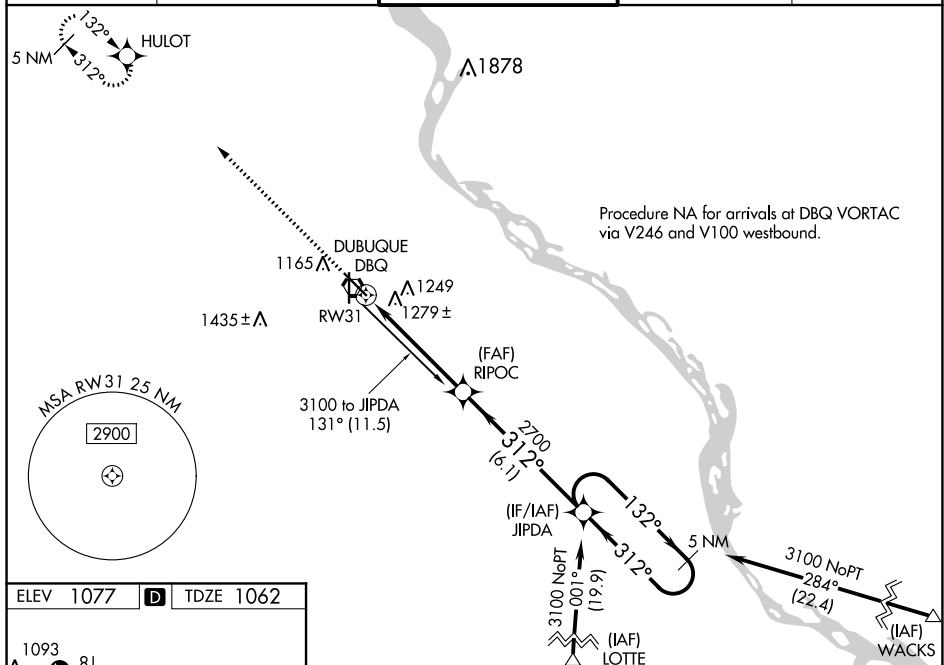 132°
HULOT
5 NM
312°
1878
Procedure NA for arrivals at DBQ VORTAC
via V246 and V100 westbound.
DUBUQUE
DBQ
1165
1249
1279±
RW31
1435±
(FAF)
RIPOC
MSA RW31 25 NM
2900
3100 to JIPDA
131° (11.5)
2700
312°
(6.1)
(IF/IAF)
JIPDA
132°
312°
5 NM
3100 NoPT
284°
(22.4)
(IAF)
WACKS
3100 NoPT
001°
(19.9)
(IAF)
LOTTE
ELEV 1077 D TDZE 1062
1093